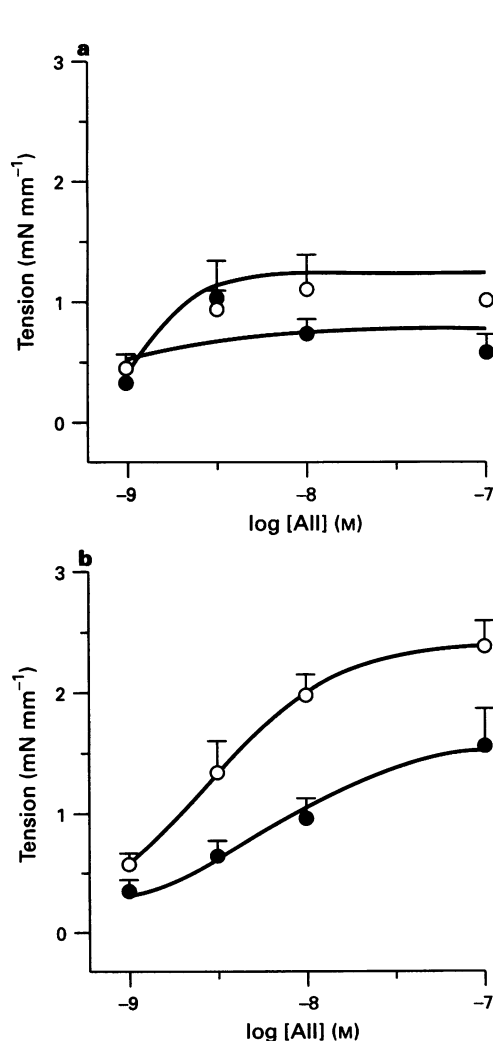 a
3
2
1
0
Tension (mN mm⁻¹)
–9
–8
–7
log [AII] (M)
b
3
2
1
0
Tension (mN mm⁻¹)
–9
–8
–7
log [AII] (M)